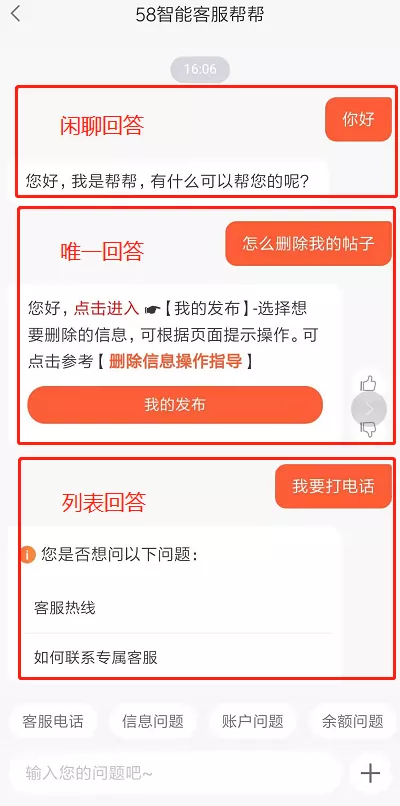 58智能客服帮帮
16:06
闲聊回答
你好
您好，我是帮帮，有什么可以帮您的呢？
唯一回答
怎么删除我的帖子
您好，点击进入☛【我的发布】-选择想
要删除的信息，可根据页面提示操作。可
点击参考【删除信息操作指导】
我的发布
列表回答
我要打电话
您是否想问以下问题：
客服热线
如何联系专属客服
客服电话 信息问题 账户问题 余额问题
输入您的问题吧~